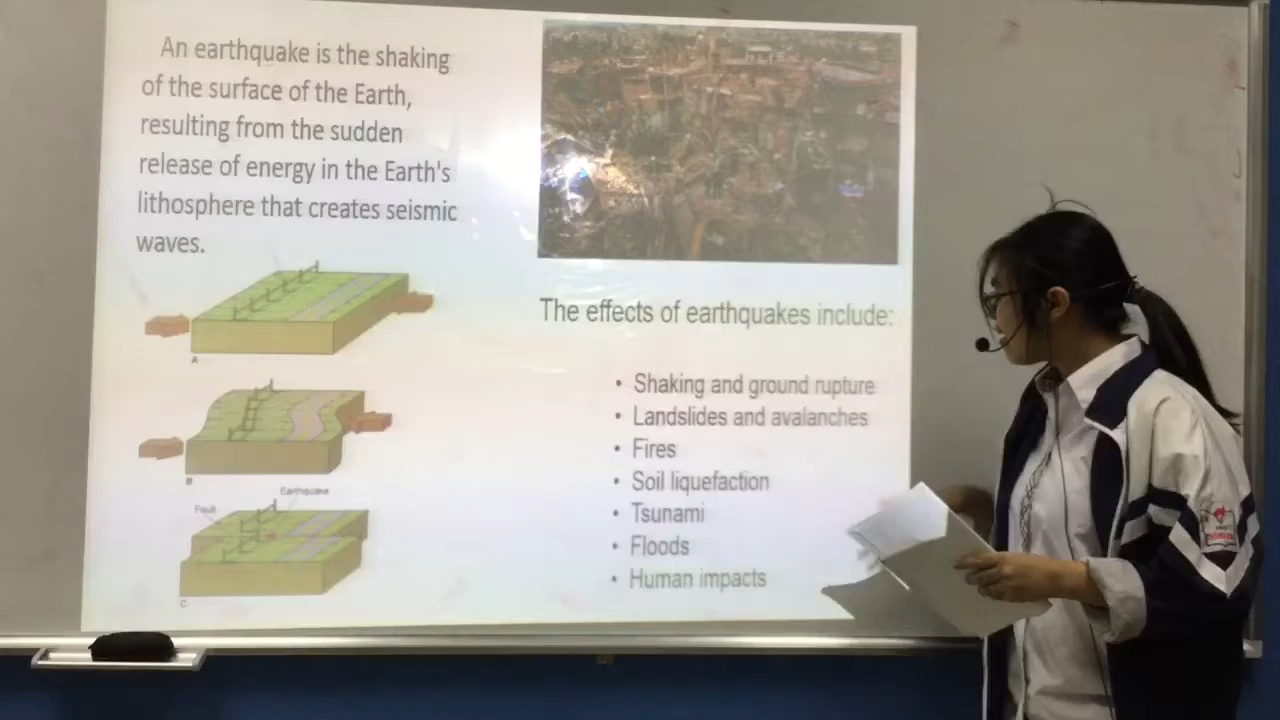 An earthquake is the shaking
of the surface of the Earth,
resulting from the sudden
release of energy in the Earth's
lithosphere that creates seismic
waves.
A
B
Earthquake
Fault
C
The effects of earthquakes include:
• Shaking and ground rupture
• Landslides and avalanches
• Fires
• Soil liquefaction
• Tsunami
• Floods
• Human impacts